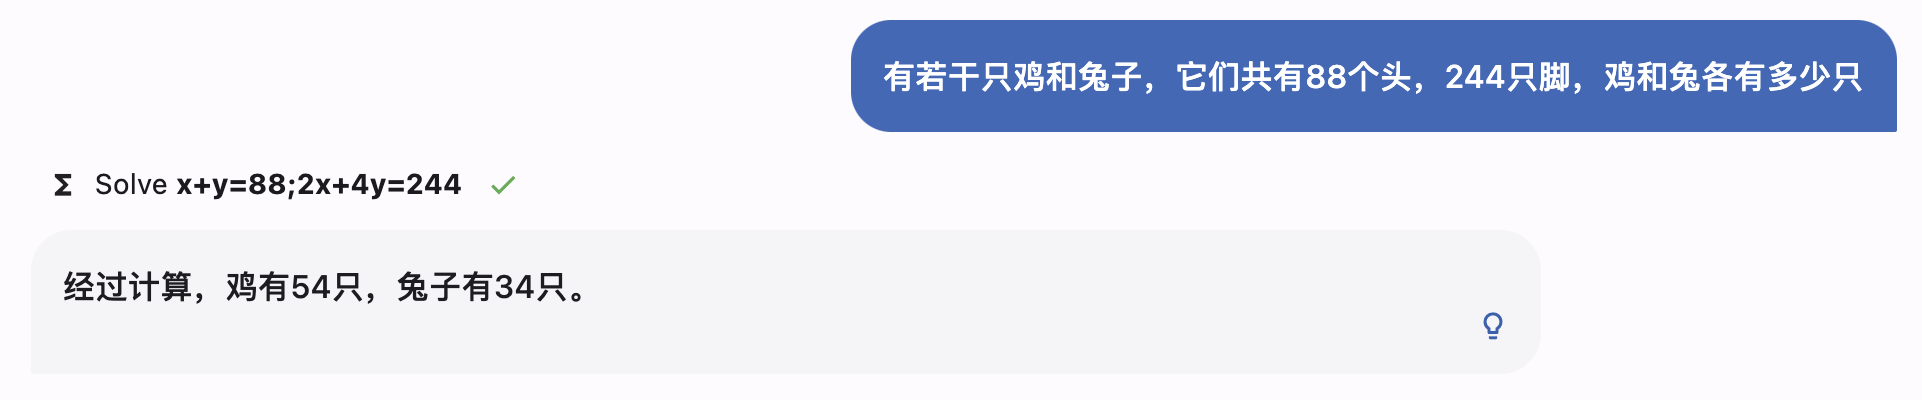 有若干只鸡和兔子，它们共有88个头，244只脚，鸡和兔各有多少只
Σ Solve x+y=88;2x+4y=244
经过计算，鸡有54只，兔子有34只。